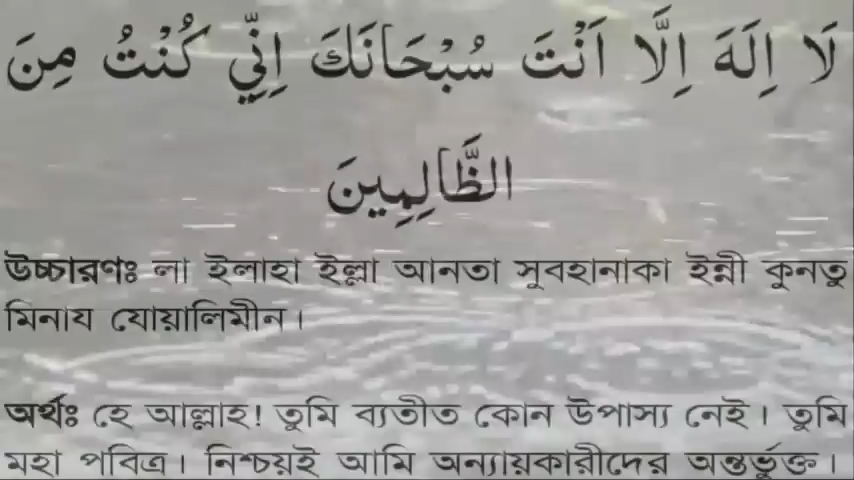 لَا اِلَهَ اِلَّا اَنْتَ سُبْحَانَكَ اِنِّي كُنْتُ مِنَ
الظَّالِمِينَ
উচ্চারণঃ লা ইলাহা ইল্লা আনতা সুবহানাকা ইন্নী কুনতু
মিনায যোয়ালিমীন।
অর্থঃ হে আল্লাহ! তুমি ব্যতীত কোন উপাস্য নেই। তুমি
মহা পবিত্র। নিশ্চয়ই আমি অন্যায়কারীদের অন্তর্ভুক্ত।